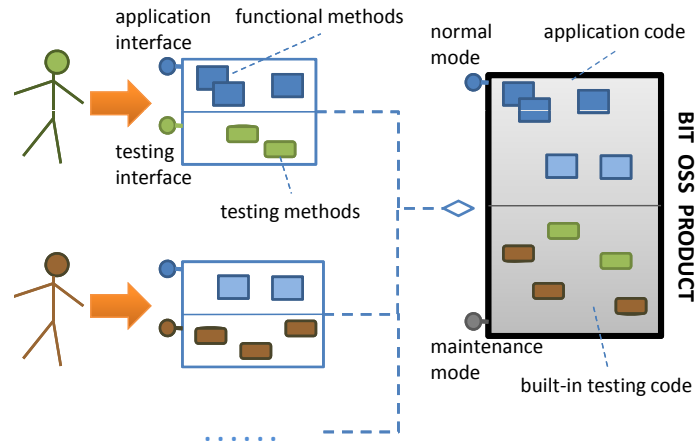 application
interface
functional methods
testing
interface
testing methods
normal
mode
application code
BIT OSS PRODUCT
maintenance
mode
built-in testing code